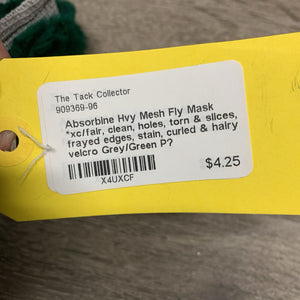 The Tack Collector
909369-96
Absorbine Hvy Mesh Fly Mask
*xc/fair, clean, holes, torn & slices,
frayed edges, stain, curled & hairy
velcro Grey/Green P?
$4.25
X4UXCF